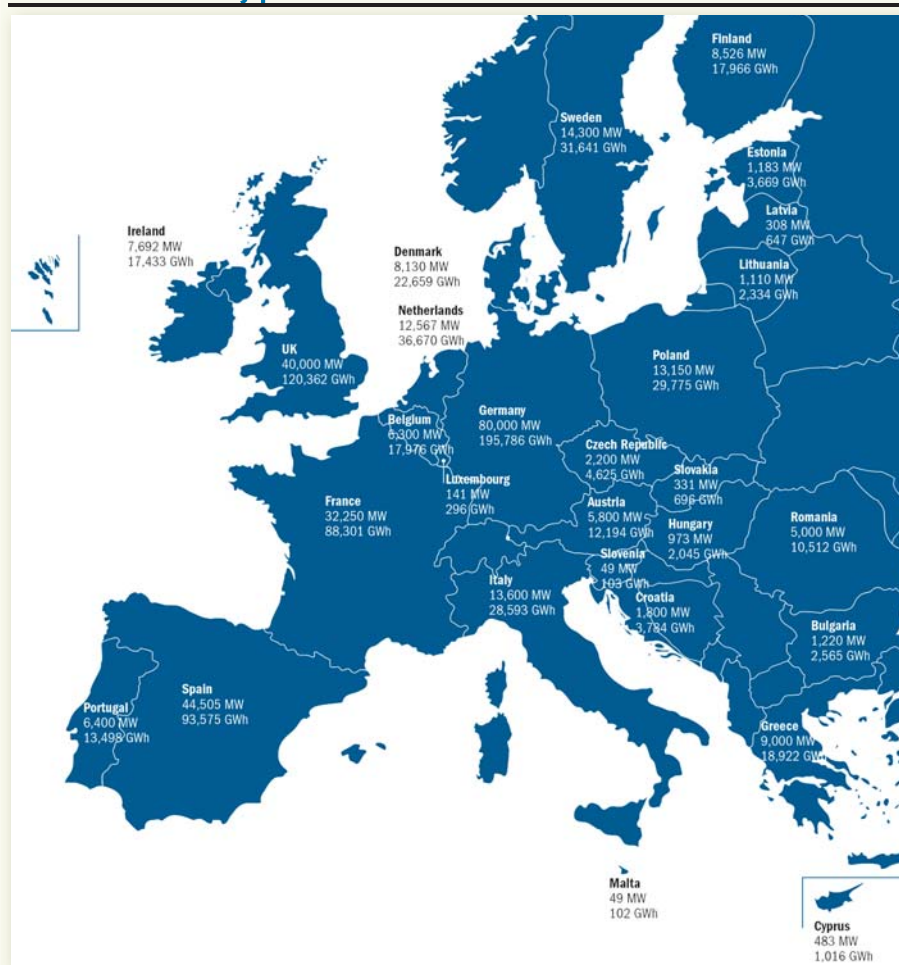 Finland
8,526 MW
17,966 GWh
Sweden
14,300 MW
31,641 GWh
Estonia
1,183 MW
3,669 GWh
Latvia
308 MW
647 GWh
Ireland
7,692 MW
17,433 GWh
Denmark
8,130 MW
22,659 GWh
Lithuania
1,110 MW
2,334 GWh
Netherlands
12,567 MW
36,670 GWh
UK
40,000 MW
120,362 GWh
Poland
13,150 MW
29,775 GWh
Belgium
6,300 MW
17,976 GWh
Germany
80,000 MW
195,786 GWh
Czech Republic
2,200 MW
4,625 GWh
Slovakia
331 MW
696 GWh
Luxembourg
141 MW
296 GWh
France
32,250 MW
88,301 GWh
Austria
5,800 MW
12,194 GWh
Hungary
973 MW
2,045 GWh
Romania
5,000 MW
10,512 GWh
Slovenia
49 MW
103 GWh
Italy
13,600 MW
28,593 GWh
Croatia
1,800 MW
3,784 GWh
Bulgaria
1,220 MW
2,565 GWh
Spain
44,505 MW
93,575 GWh
Portugal
6,400 MW
13,498 GWh
Greece
9,000 MW
18,922 GWh
Malta
49 MW
102 GWh
Cyprus
483 MW
1,016 GWh